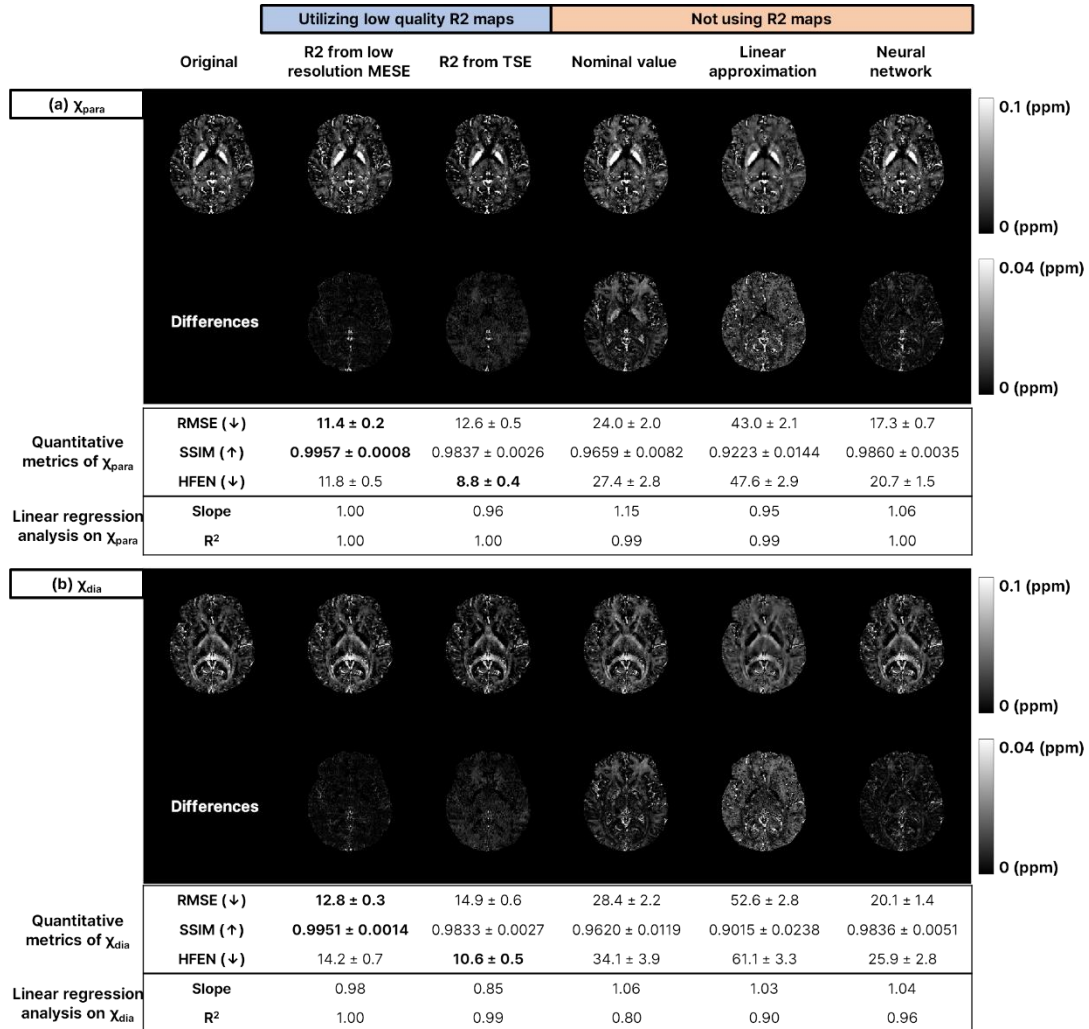 Utilizing low quality R2 maps Not using R2 maps
Original R2 from low resolution MESE R2 from TSE Nominal value Linear approximation Neural network
(a) χpara
0.1 (ppm)
0 (ppm)
0.04 (ppm)
Differences
0 (ppm)
Quantitative metrics of χpara
RMSE (↓) 11.4 ± 0.2 12.6 ± 0.5 24.0 ± 2.0 43.0 ± 2.1 17.3 ± 0.7
SSIM (↑) 0.9957 ± 0.0008 0.9837 ± 0.0026 0.9659 ± 0.0082 0.9223 ± 0.0144 0.9860 ± 0.0035
HFEN (↓) 11.8 ± 0.5 8.8 ± 0.4 27.4 ± 2.8 47.6 ± 2.9 20.7 ± 1.5
Linear regression analysis on χpara
Slope 1.00 0.96 1.15 0.95 1.06
R² 1.00 1.00 0.99 0.99 1.00
(b) χdia
0.1 (ppm)
0 (ppm)
0.04 (ppm)
Differences
0 (ppm)
Quantitative metrics of χdia
RMSE (↓) 12.8 ± 0.3 14.9 ± 0.6 28.4 ± 2.2 52.6 ± 2.8 20.1 ± 1.4
SSIM (↑) 0.9951 ± 0.0014 0.9833 ± 0.0027 0.9620 ± 0.0119 0.9015 ± 0.0238 0.9836 ± 0.0051
HFEN (↓) 14.2 ± 0.7 10.6 ± 0.5 34.1 ± 3.9 61.1 ± 3.3 25.9 ± 2.8
Linear regression analysis on χdia
Slope 0.98 0.85 1.06 1.03 1.04
R² 1.00 0.99 0.80 0.90 0.96